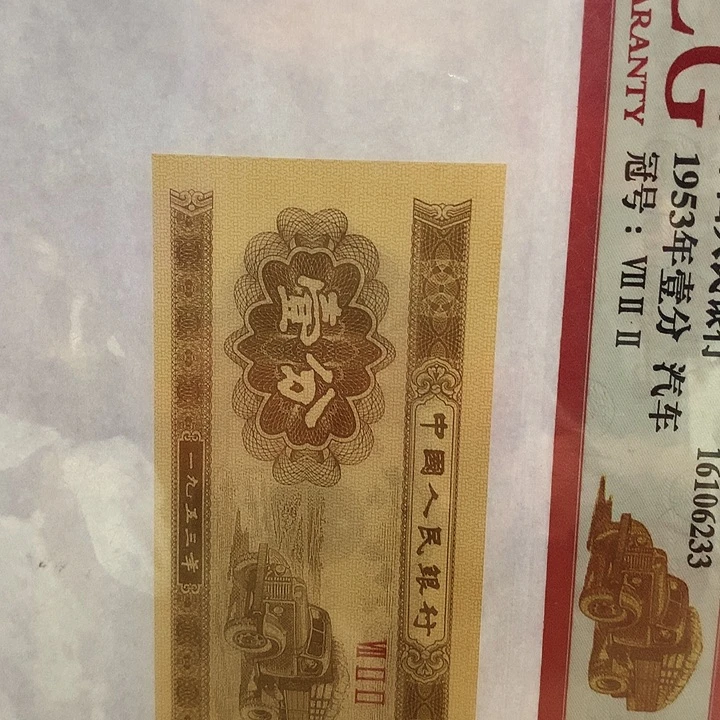 ARANTY
1953年壹分 汽车
冠号：Ⅶ Ⅱ Ⅱ
16106233
中國人民銀行
壹分
一九五三年
Ⅶ Ⅱ Ⅱ